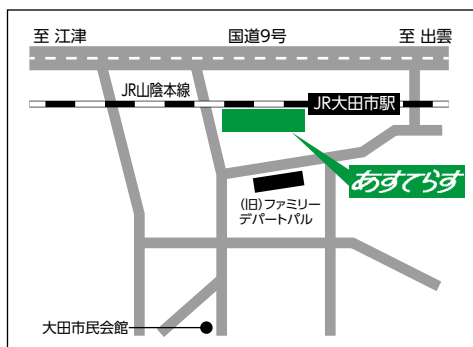 至 江津
国道9号
至 出雲
JR山陰本線
JR大田市駅
あすてらす
(旧)ファミリー
デパートパル
大田市民会館